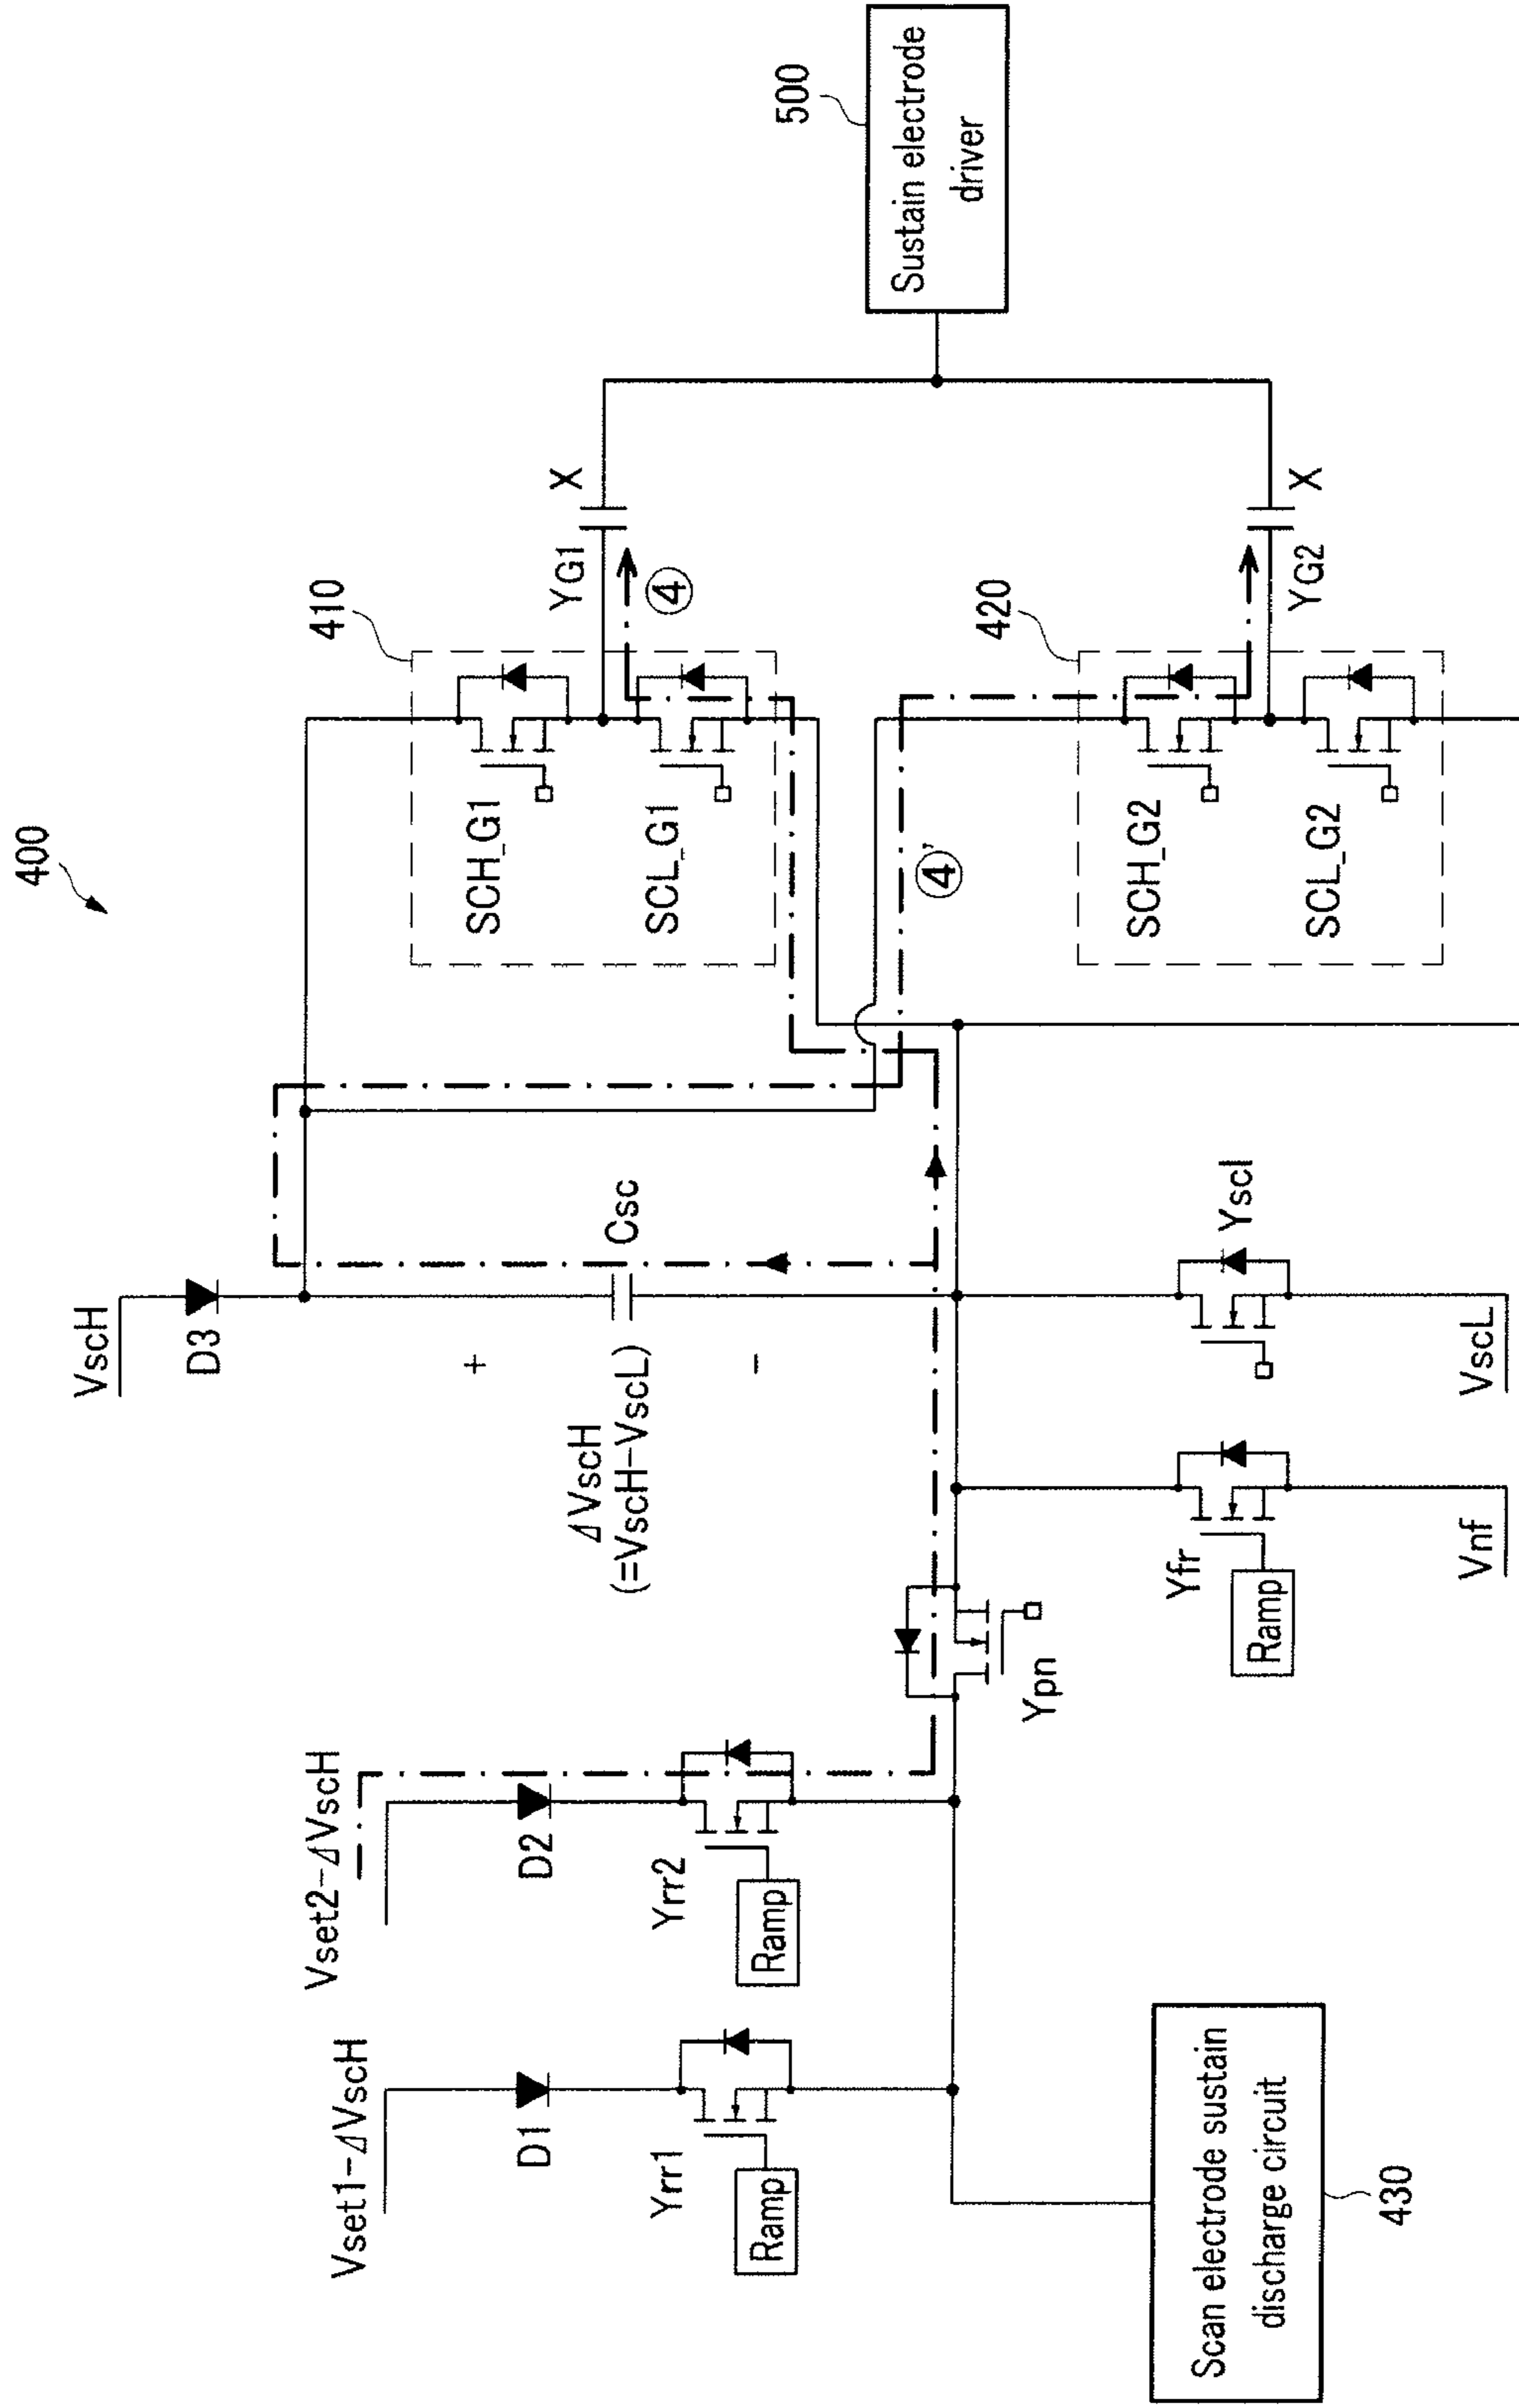 400
VscH
D3
Vset1-ΔVscH
Vset2-ΔVscH
D1
D2
Yrr1
Yrr2
Ramp
Ramp
ΔVscH
(=VscH-VscL)
+
-
Csc
410
SCH_G1
SCL_G1
YG1
X
④
500
Sustain electrode
driver
④'
420
SCH_G2
SCL_G2
YG2
X
Ypn
Yfr
Ramp
Vnf
Yscl
VscL
Scan electrode sustain
discharge circuit
430